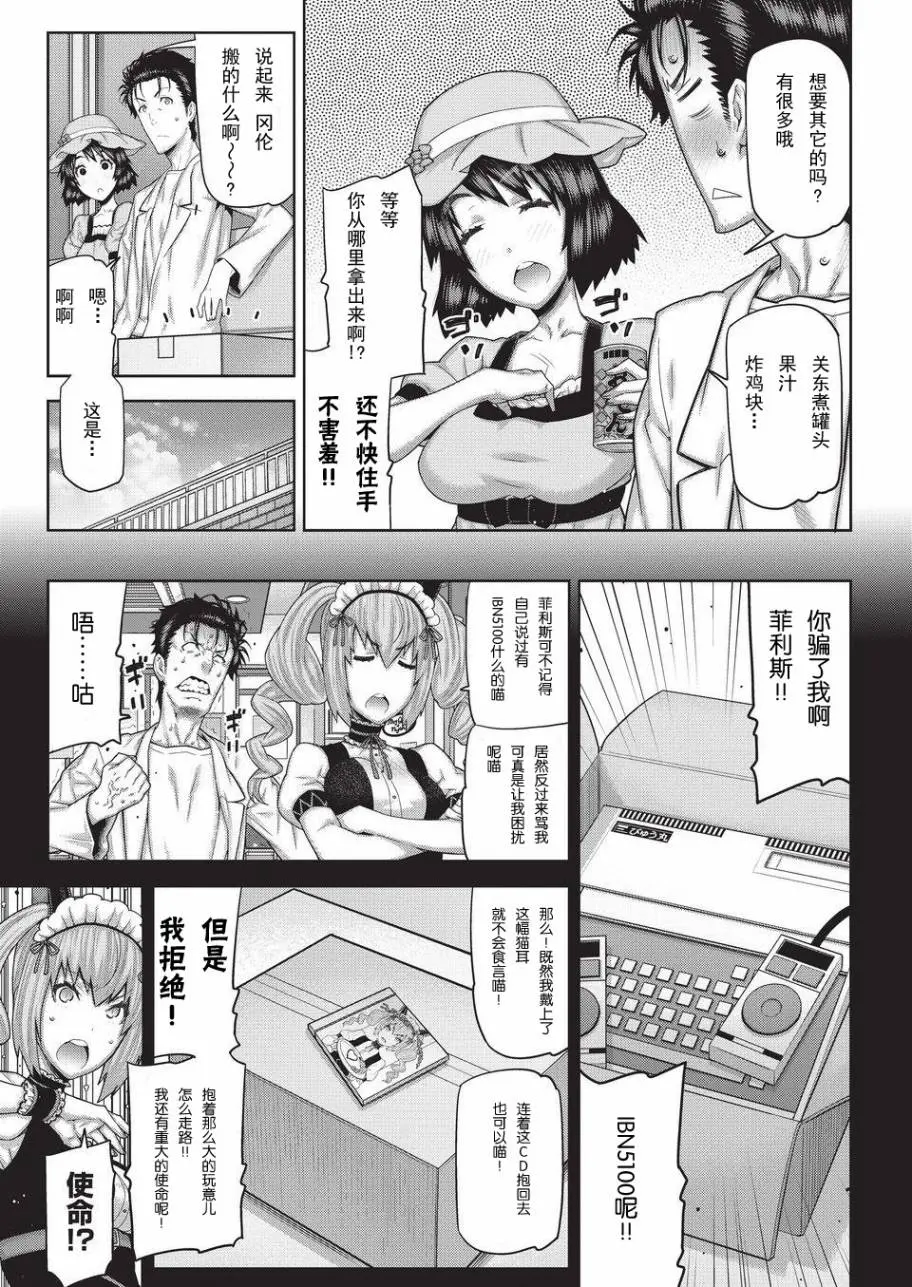 想要其它的吗?
有很多哦
关东煮罐头
果汁
炸鸡块…
等等
你从哪里拿出来啊!?
还不快住手
不害羞!!
ゴゴ
ゴゴ
说起来 冈伦
搬的什么啊~~?
嗯…
啊啊
这是…
你骗了我啊
菲利斯!!
ぴゅう丸
IBN5100呢!!
菲利斯可不记得
自己说过有
IBN5100什么的喵
居然反过来骂我
可真是让我困扰
呢喵
唔……咕
那么!既然我戴上了
这幅猫耳
就不会食言喵!
连着这CD抱回去
也可以喵!
但是
我拒绝!
抱着那么大的玩意儿
怎么走路!!
我还有重大的使命呢!
使命!?